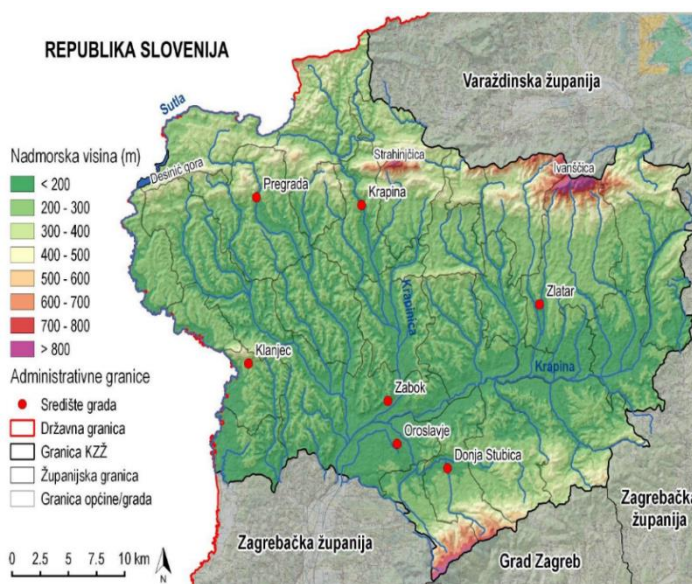 REPUBLIKA SLOVENIJA
Varaždinska županija
Sutla
Nadmorska visina (m)
< 200
200 - 300
300 - 400
400 - 500
500 - 600
600 - 700
700 - 800
> 800
Desinić gora
Strahinjčica
Ivanščica
Pregrada
Krapina
Krapinica
Zlatar
Klanjec
Krapina
Zabok
Oroslavje
Donja Stubica
Administrativne granice
Središte grada
Državna granica
Granica KZŽ
Županijska granica
Granica općine/grada
0 2.5 5 7.5 10 km
N
Zagrebačka županija
Grad Zagreb
Zagrebačka
županija